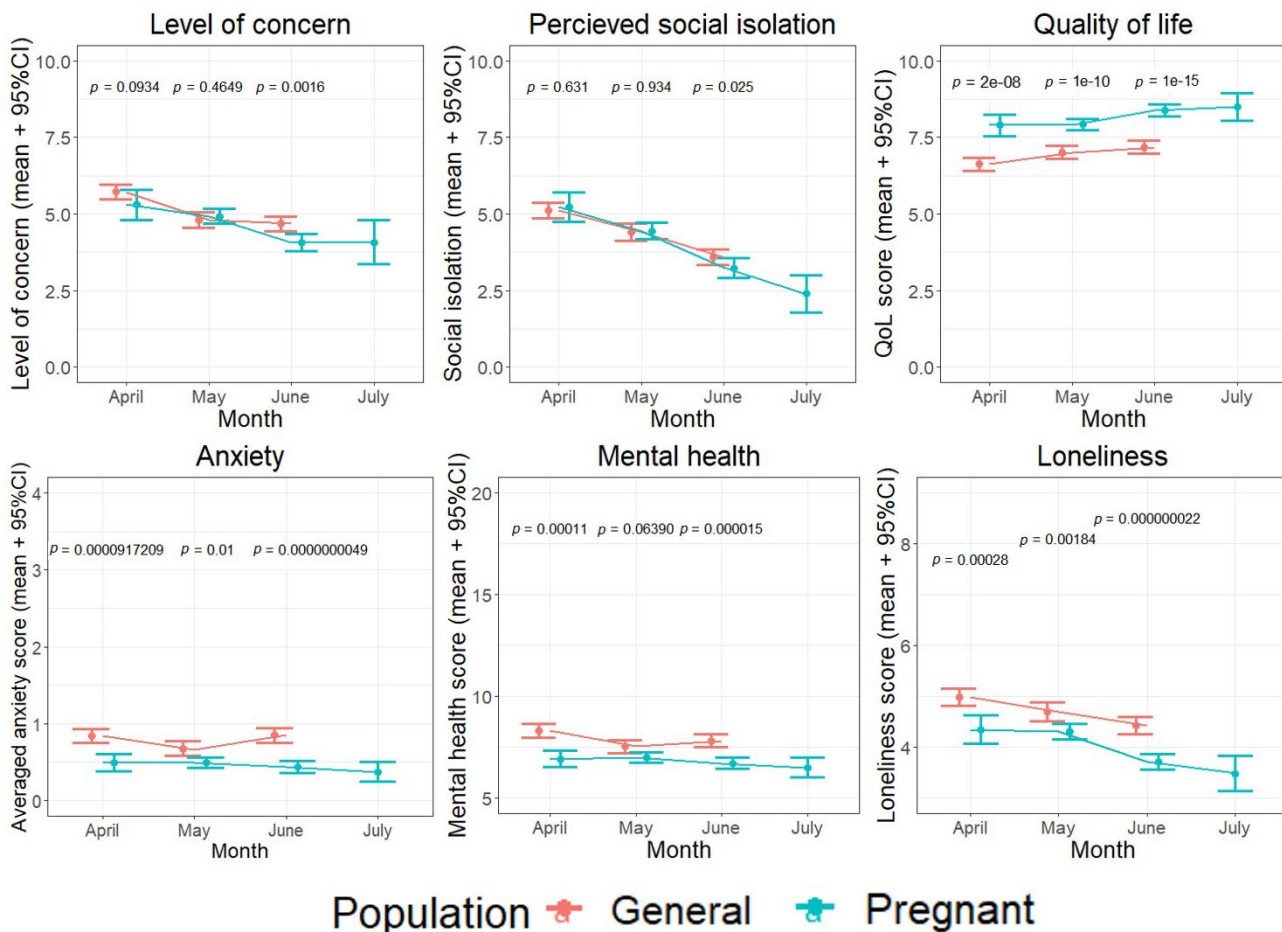 Level of concern
Percieved social isolation
Quality of life
Level of concern (mean + 95%CI)
10.0
7.5
5.0
2.5
0.0
p = 0.0934 p = 0.4649 p = 0.0016
April May June July
Month
Social isolation (mean + 95%CI)
10.0
7.5
5.0
2.5
0.0
p = 0.631 p = 0.934 p = 0.025
April May June July
Month
QoL score (mean + 95%CI)
10.0
7.5
5.0
2.5
0.0
p = 2e-08 p = 1e-10 p = 1e-15
April May June July
Month
Anxiety
Mental health
Loneliness
Averaged anxiety score (mean + 95%CI)
4
3
2
1
0
p = 0.0000917209 p = 0.01 p = 0.0000000049
April May June July
Month
Mental health score (mean + 95%CI)
20
15
10
5
p = 0.00011 p = 0.06390 p = 0.000015
April May June July
Month
Loneliness score (mean + 95%CI)
8
6
4
p = 0.000000022
p = 0.00184
p = 0.00028
April May June July
Month
Population General Pregnant